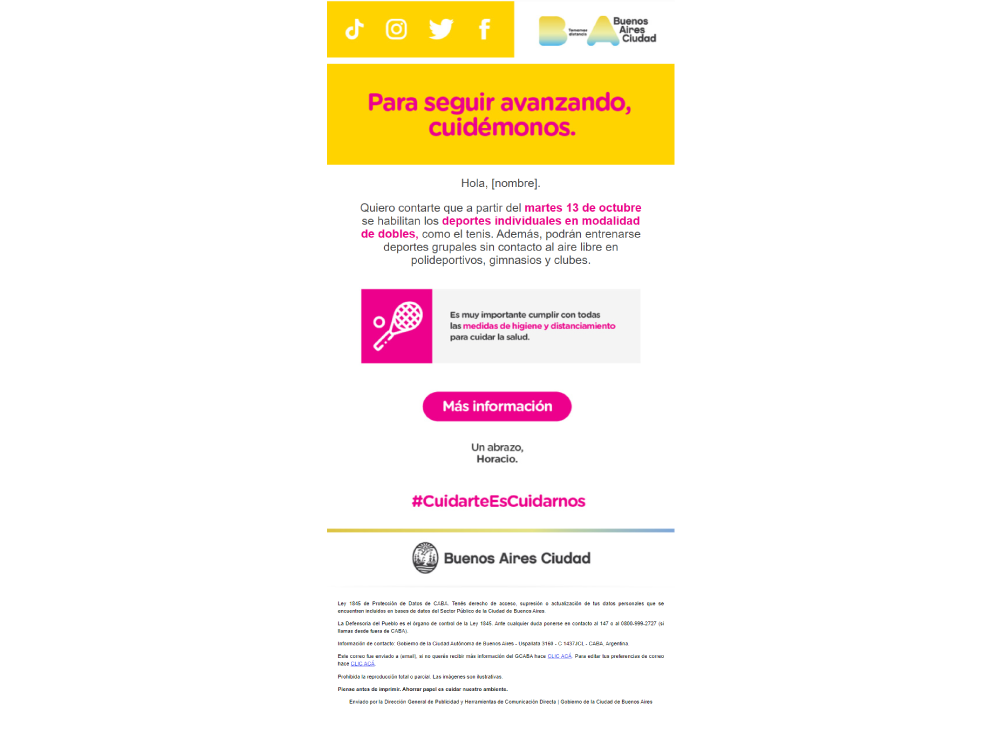 B
Tomemos
distancia
A
Buenos
Aires
Ciudad
Para seguir avanzando,
cuidémonos.
Hola, [nombre].
Quiero contarte que a partir del martes 13 de octubre
se habilitan los deportes individuales en modalidad
de dobles, como el tenis. Además, podrán entrenarse
deportes grupales sin contacto al aire libre en
polideportivos, gimnasios y clubes.
Es muy importante cumplir con todas
las medidas de higiene y distanciamiento
para cuidar la salud.
Más información
Un abrazo,
Horacio.
#CuidarteEsCuidarnos
Buenos Aires Ciudad
Ley 1845 de Protección de Datos de CABA. Tenés derecho de acceso, supresión o actualización de tus datos personales que se
encuentren incluidos en bases de datos del Sector Público de la Ciudad de Buenos Aires
La Defensoría del Pueblo es el órgano de control de la Ley 1845. Ante cualquier duda ponerse en contacto al 147 o al 0800-999-2727 (si
llamas desde fuera de CABA).
Información de contacto: Gobierno de la Ciudad Autónoma de Buenos Aires - Uspallata 3160 - C.1437JCL - CABA, Argentina.
Este correo fue enviado a (email), si no querés recibir más información del GCABA hace CLIC ACÁ. Para editar tus preferencias de correo
hace CLIC ACÁ.
Prohibida la reproducción total o parcial. Las imágenes son ilustrativas.
Piense antes de imprimir. Ahorrar papel es cuidar nuestro ambiente.
Enviado por la Dirección General de Publicidad y Herramientas de Comunicación Directa | Gobierno de la Ciudad de Buenos Aires